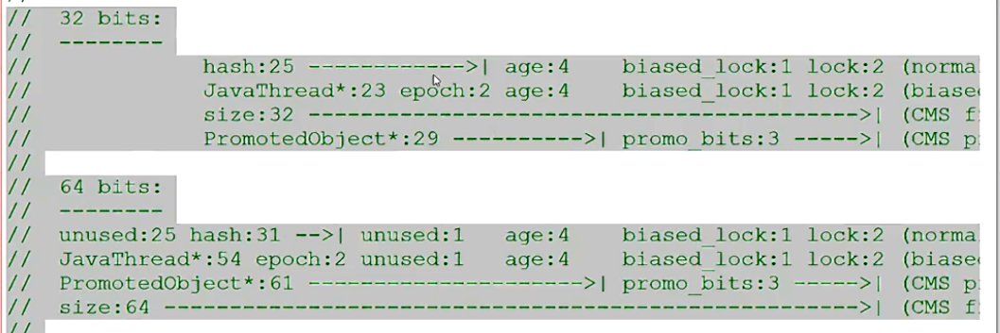 //  32 bits:
//  --------
//             hash:25 ------------>| age:4    biased_lock:1 lock:2 (norma
//             JavaThread*:23 epoch:2 age:4    biased_lock:1 lock:2 (biase
//             size:32 ------------------------------------------>| (CMS f
//             PromotedObject*:29 ---------->| promo_bits:3 ----->| (CMS p
//
//  64 bits:
//  --------
//  unused:25 hash:31 -->| unused:1   age:4    biased_lock:1 lock:2 (norma
//  JavaThread*:54 epoch:2 unused:1   age:4    biased_lock:1 lock:2 (biase
//  PromotedObject*:61 --------------------->| promo_bits:3 ----->| (CMS p
//  size:64 ----------------------------------------------------->| (CMS f
//